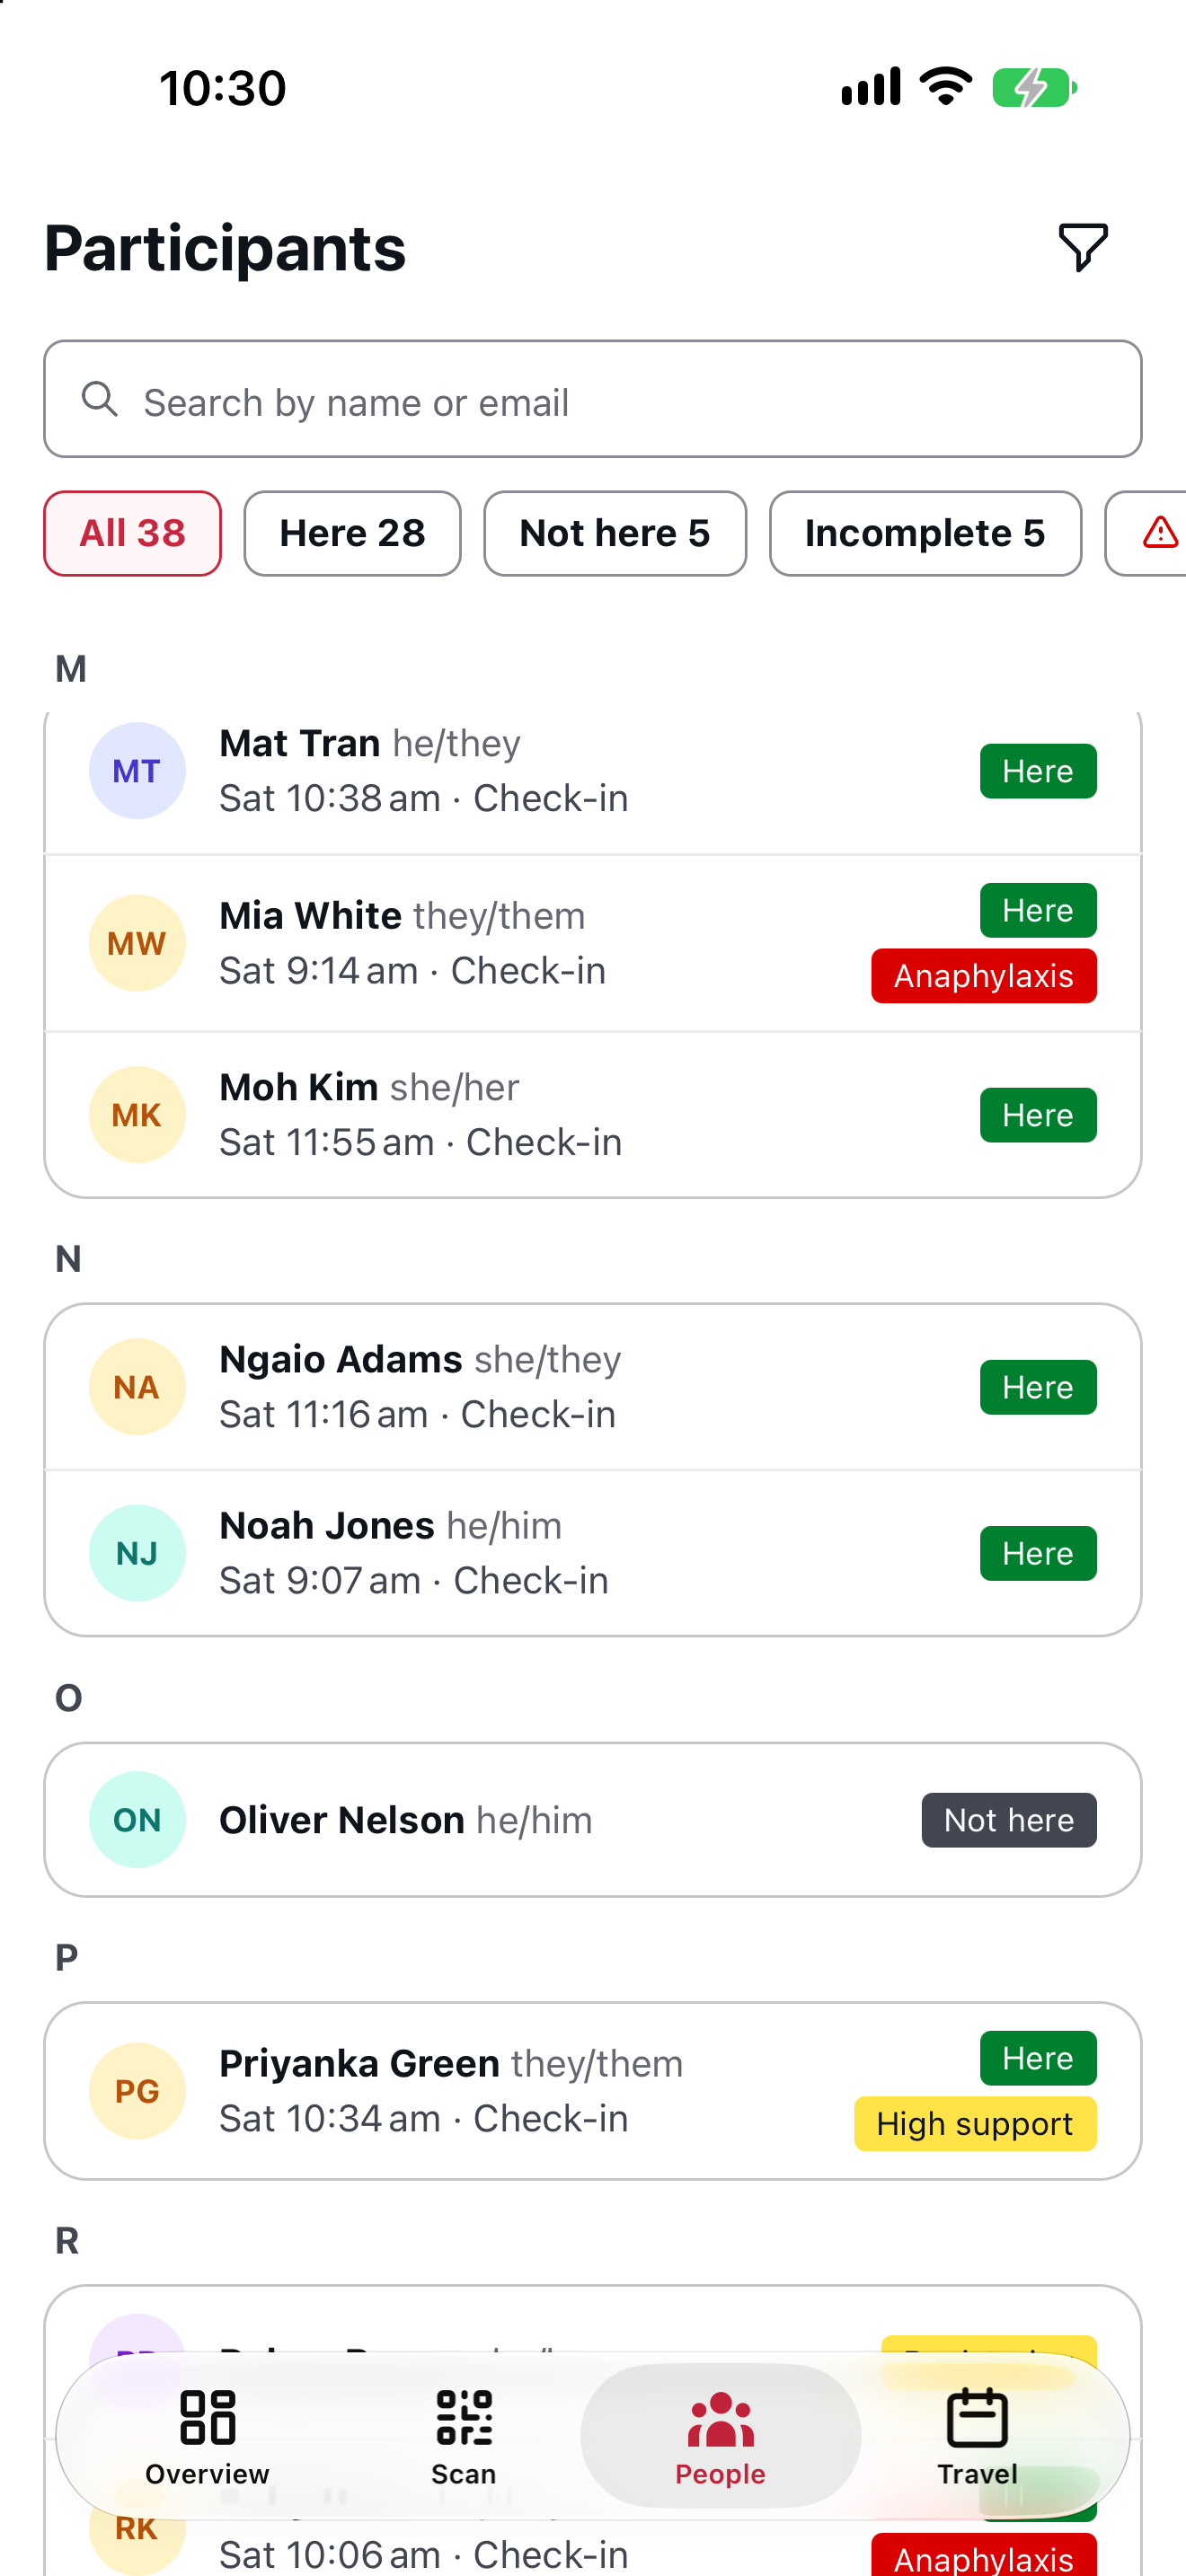 10:30
Participants
Search by name or email
All 38
Here 28
Not here 5
Incomplete 5
M
MT
Mat Tran he/they
Sat 10:38 am · Check-in
Here
MW
Mia White they/them
Sat 9:14 am · Check-in
Here
Anaphylaxis
MK
Moh Kim she/her
Sat 11:55 am · Check-in
Here
N
NA
Ngaio Adams she/they
Sat 11:16 am · Check-in
Here
NJ
Noah Jones he/him
Sat 9:07 am · Check-in
Here
O
ON
Oliver Nelson he/him
Not here
P
PG
Priyanka Green they/them
Sat 10:34 am · Check-in
Here
High support
R
Overview
Scan
People
Travel
RK
Sat 10:06 am · Check-in
Anaphylaxis